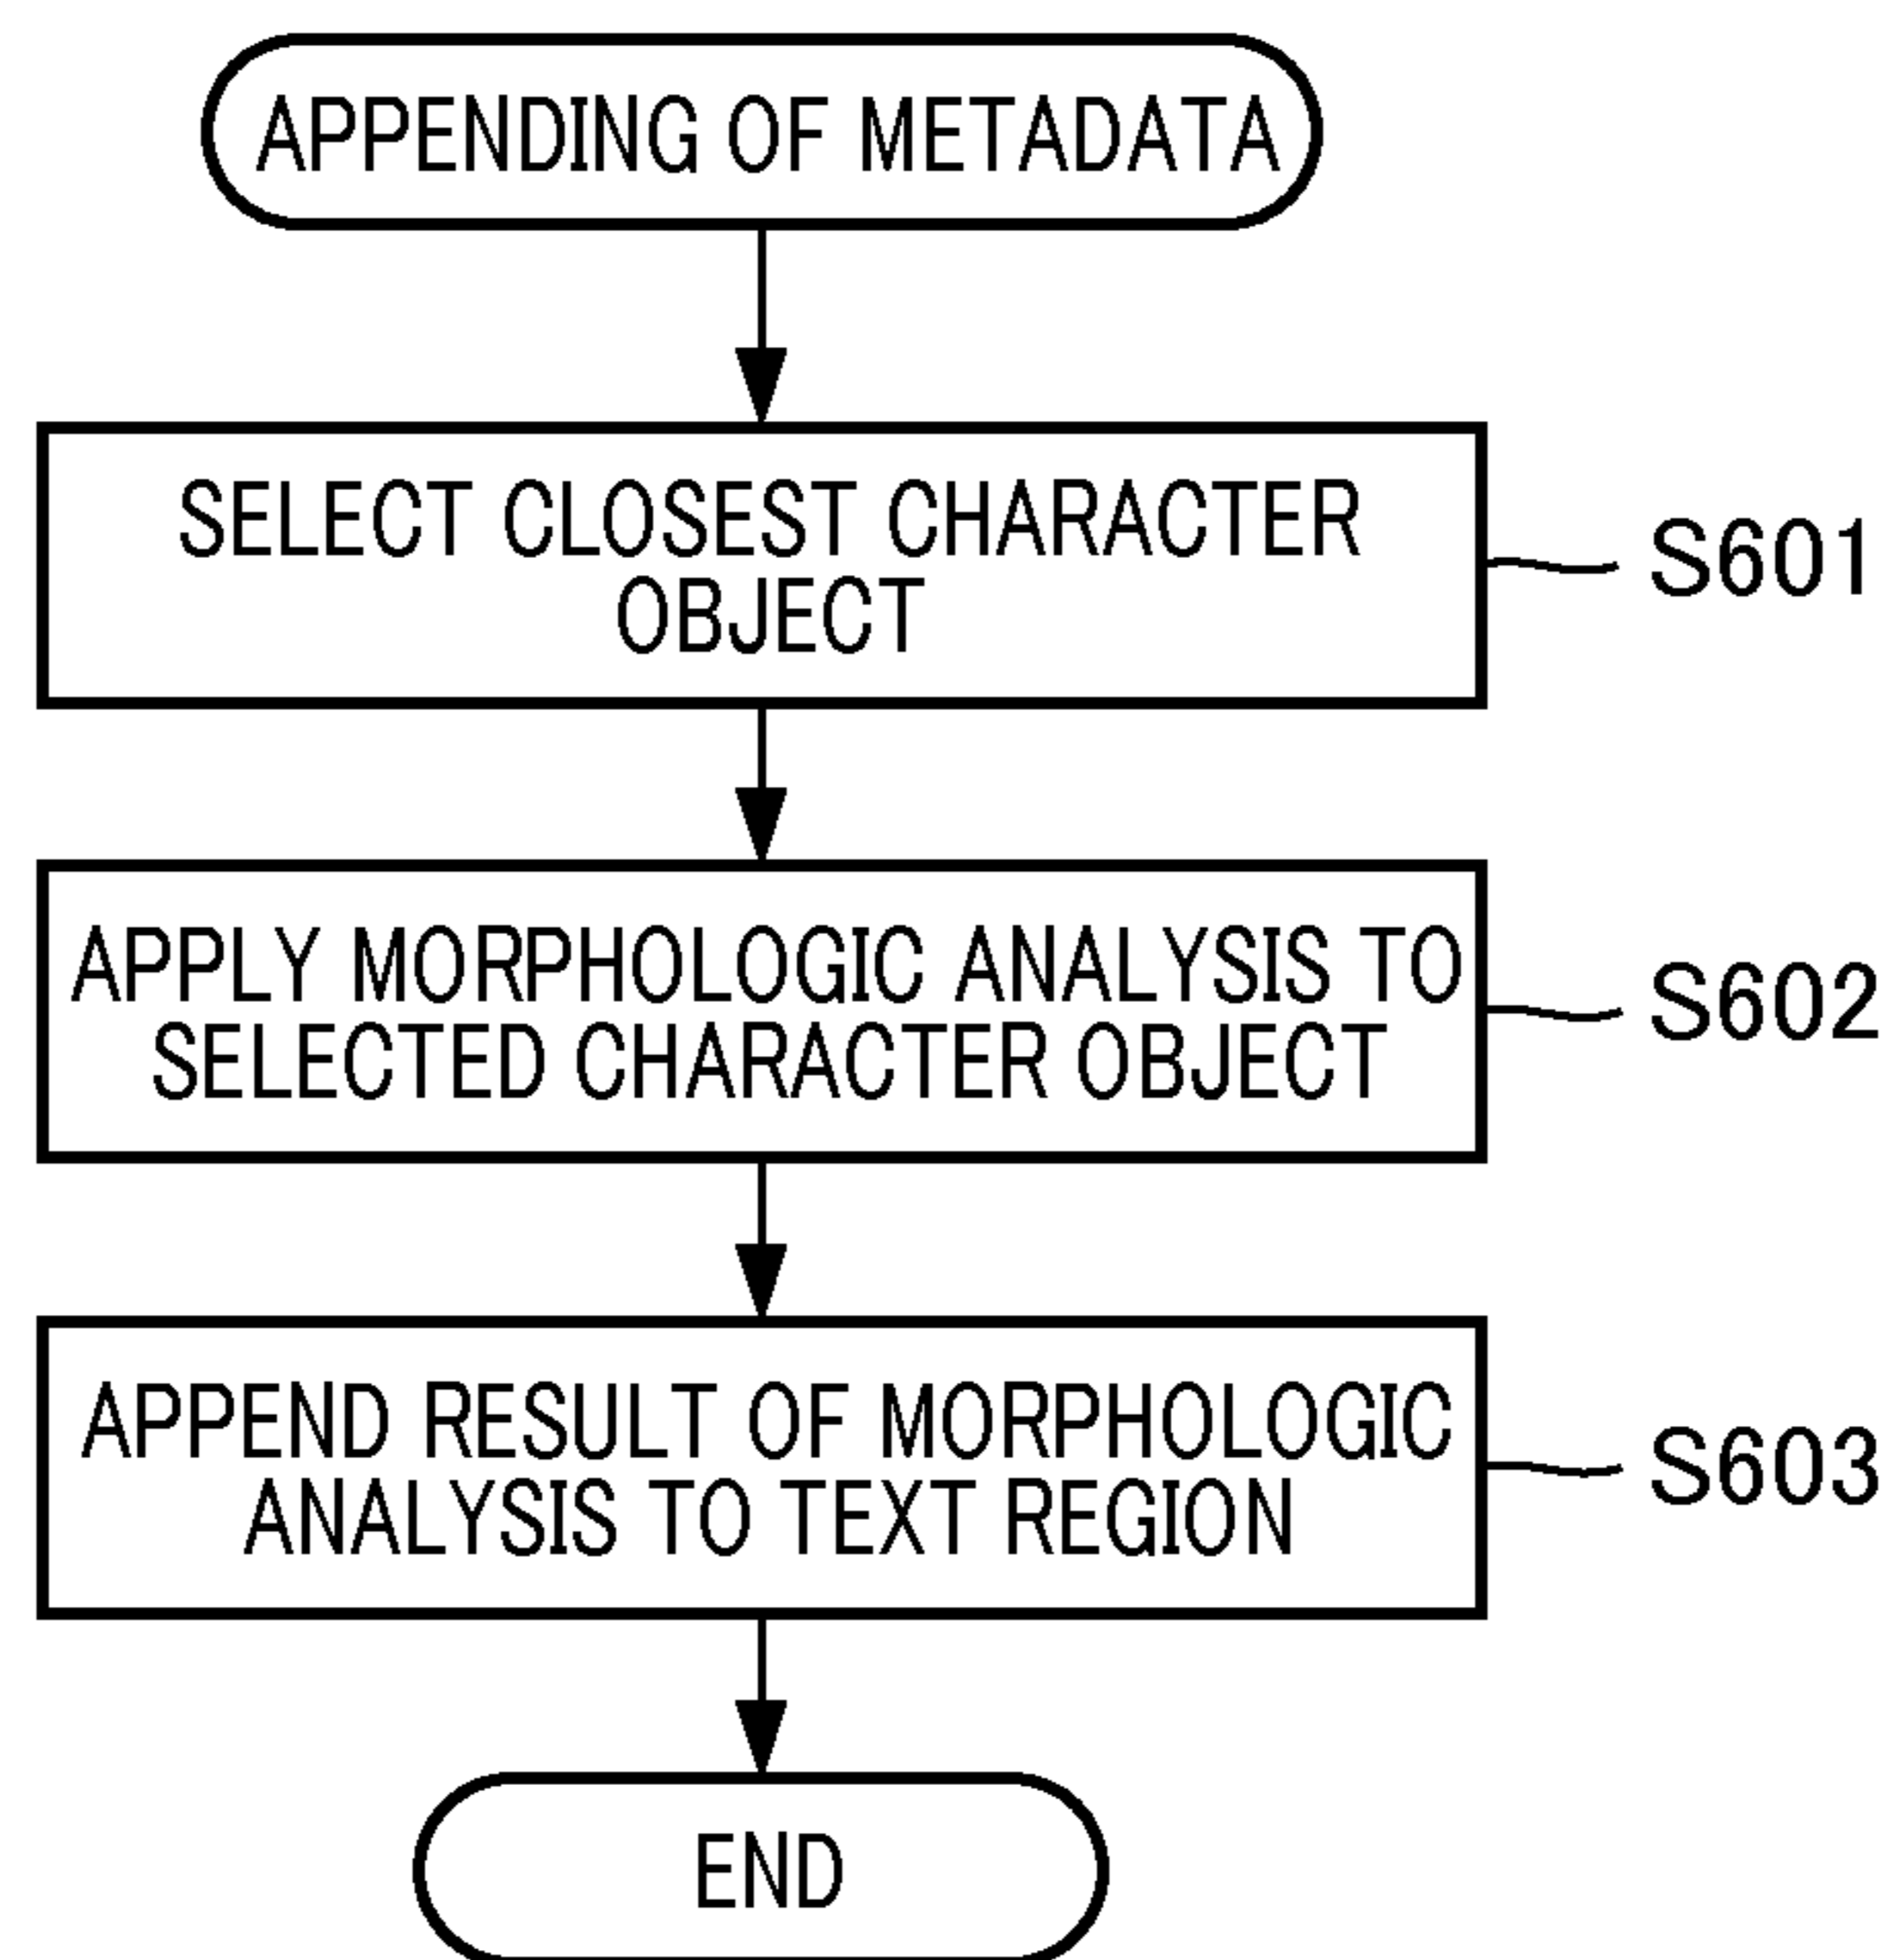 APPENDING OF METADATA
SELECT CLOSEST CHARACTER
OBJECT
S601
APPLY MORPHOLOGIC ANALYSIS TO
SELECTED CHARACTER OBJECT
S602
APPEND RESULT OF MORPHOLOGIC
ANALYSIS TO TEXT REGION
S603
END